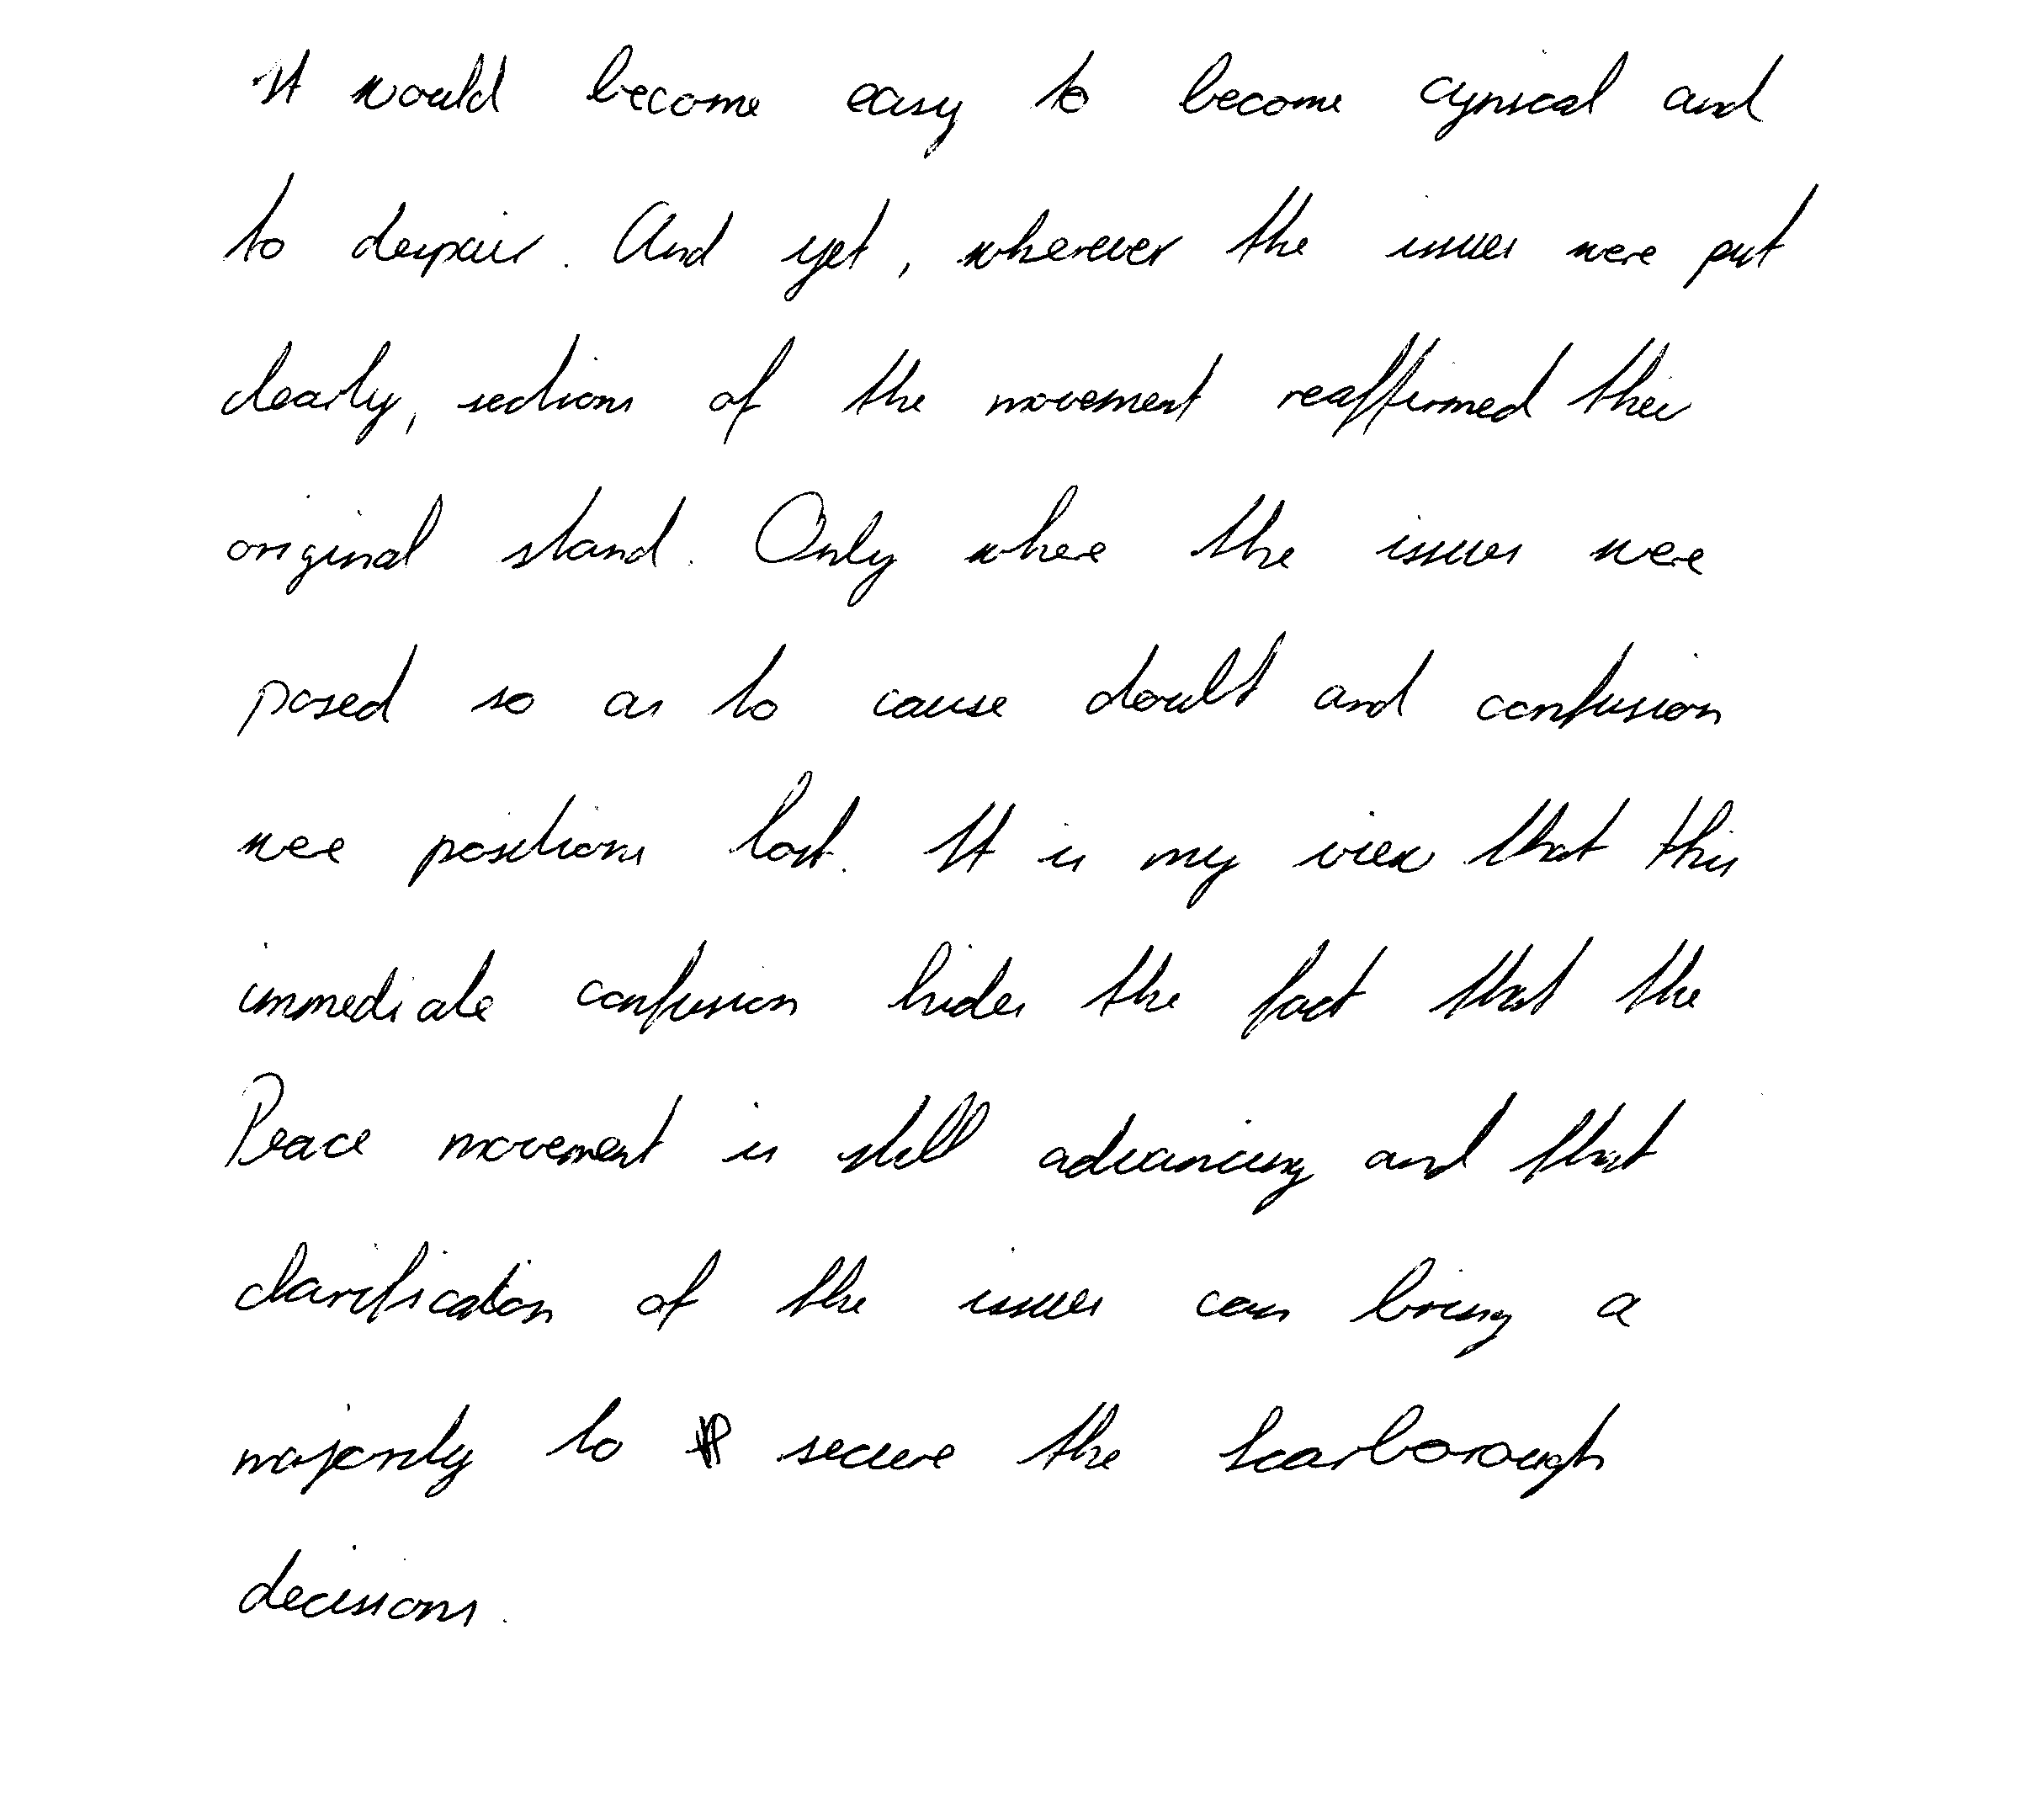 It would become easy to become cynical and
to despair. And yet, wherever the issues were put
clearly, sections of the movement reaffirmed their
original stand. Only where the issues were
posed so as to cause doubt and confusion
were positions lost. It is my view that this
immediate confusion hides the fact that the
Peace movement is still advancing and that
clarification of the issues can bring a
majority to secure the Scarborough
decisions.